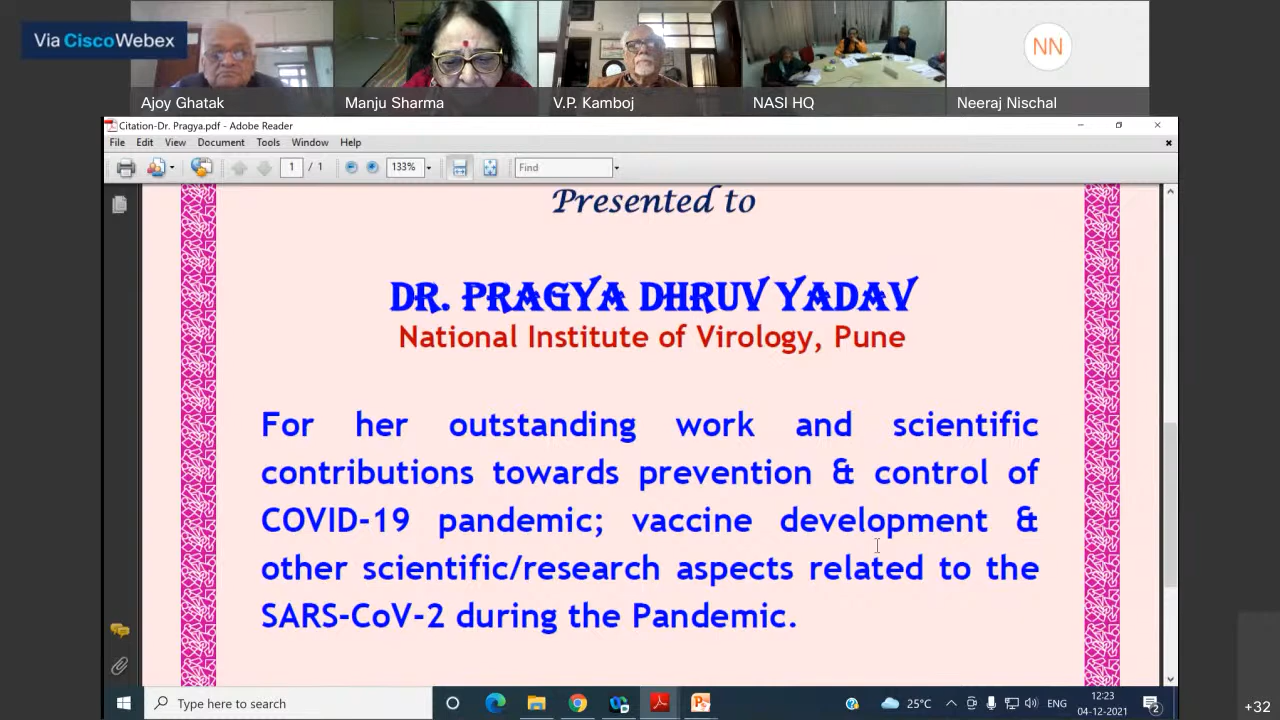 Via Cisco Webex
Ajoy Ghatak
Manju Sharma
V.P. Kamboj
NASI HQ
NN
Neeraj Nischal
Citation-Dr. Pragya.pdf - Adobe Reader
File Edit View Document Tools Window Help
1 / 1 133% Find
Presented to
DR. PRAGYA DHRUV YADAV
National Institute of Virology, Pune
For her outstanding work and scientific
contributions towards prevention & control of
COVID-19 pandemic; vaccine development &
other scientific/research aspects related to the
SARS-CoV-2 during the Pandemic.
Type here to search
25°C ENG
12:23
04-12-2021
2
+32